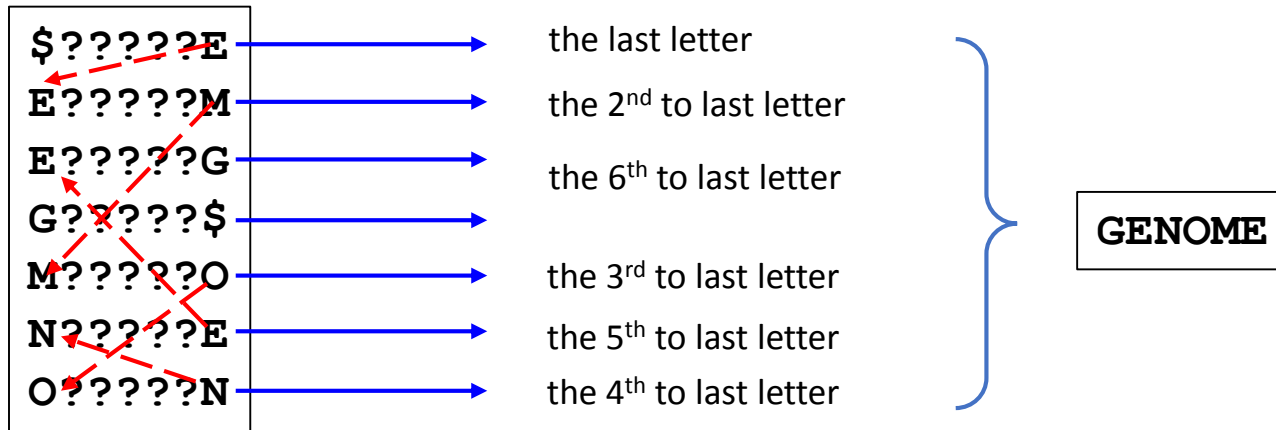 $?????E
E?????M
E?????G
G?????$
M?????O
N?????E
O?????N
the last letter
the 2nd to last letter
the 6th to last letter
the 3rd to last letter
the 5th to last letter
the 4th to last letter
GENOME